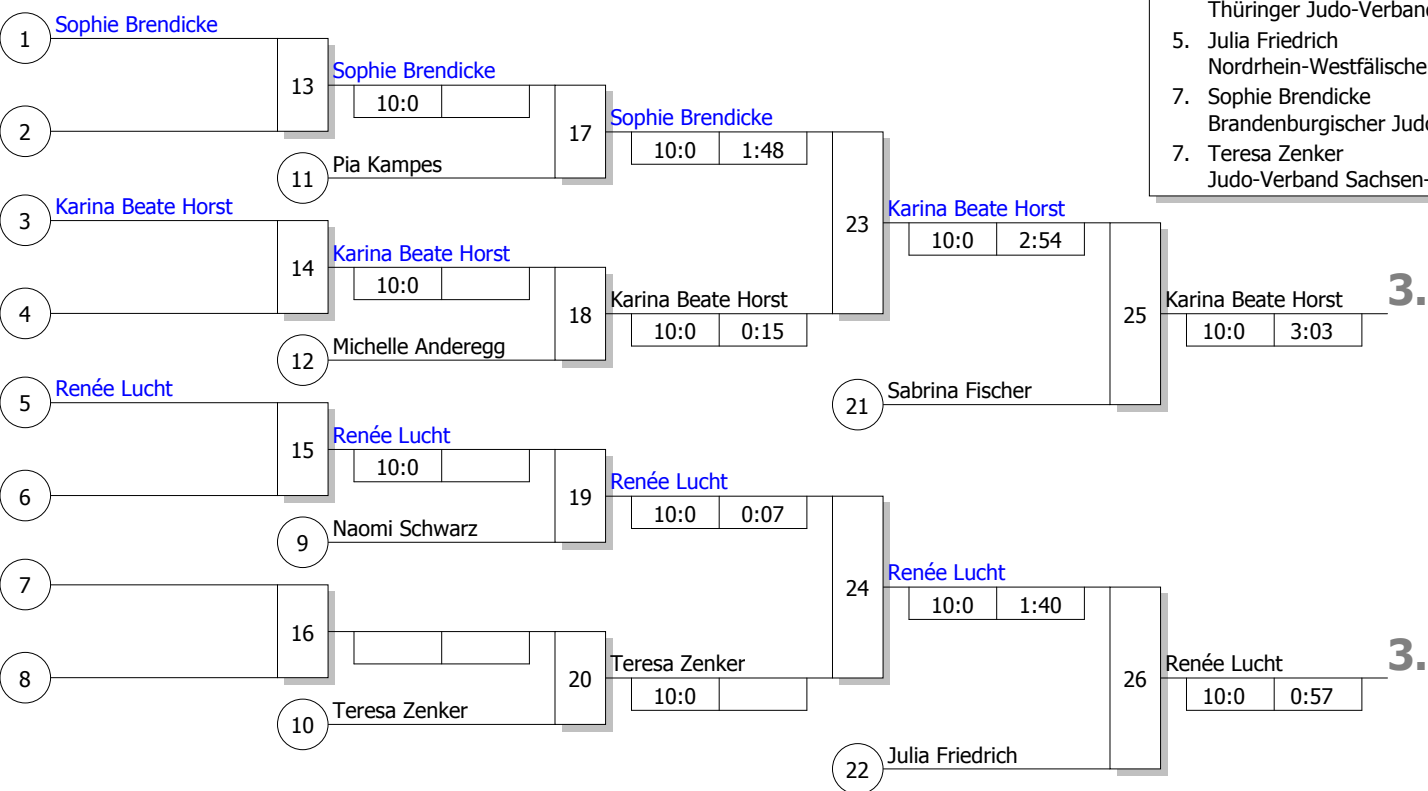 Thüringer Judo-Verband
5. Julia Friedrich
Nordrhein-Westfälische
7. Sophie Brendicke
Brandenburgischer
7. Teresa Zenker
Judo-Verband Sachsen-
1 Sophie Brendicke
13 Sophie Brendicke
10:0
2
17 Sophie Brendicke
10:0 1:48
11 Pia Kampes
3 Karina Beate Horst
23 Karina Beate Horst
10:0 2:54
14 Karina Beate Horst
10:0
4
18 Karina Beate Horst
10:0 0:15
12 Michelle Anderegg
25 Karina Beate Horst 3.
10:0 3:03
5 Renée Lucht
21 Sabrina Fischer
15 Renée Lucht
10:0
6
19 Renée Lucht
10:0 0:07
9 Naomi Schwarz
7
24 Renée Lucht
10:0 1:40
16
8
20 Teresa Zenker
10:0
10 Teresa Zenker
26 Renée Lucht 3.
10:0 0:57
22 Julia Friedrich